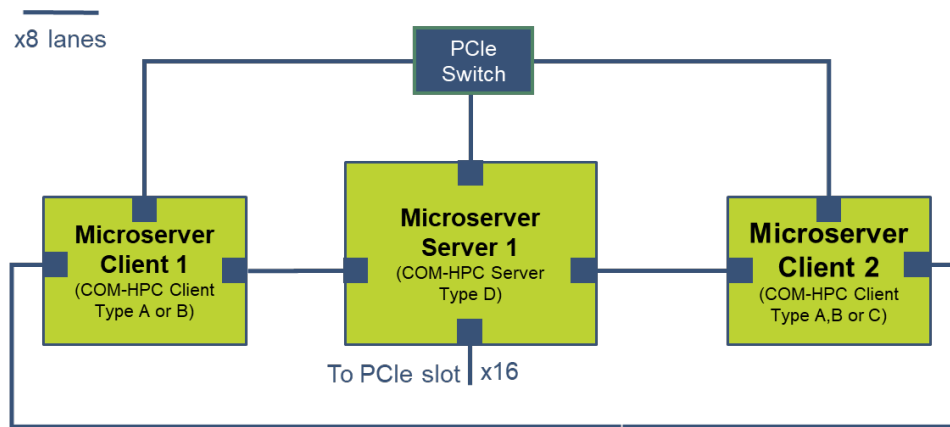 x8 lanes
PCIe
Switch
Microserver
Client 1
(COM-HPC Client
Type A or B)
Microserver
Server 1
(COM-HPC Server
Type D)
Microserver
Client 2
(COM-HPC Client
Type A,B or C)
To PCIe slot
x16